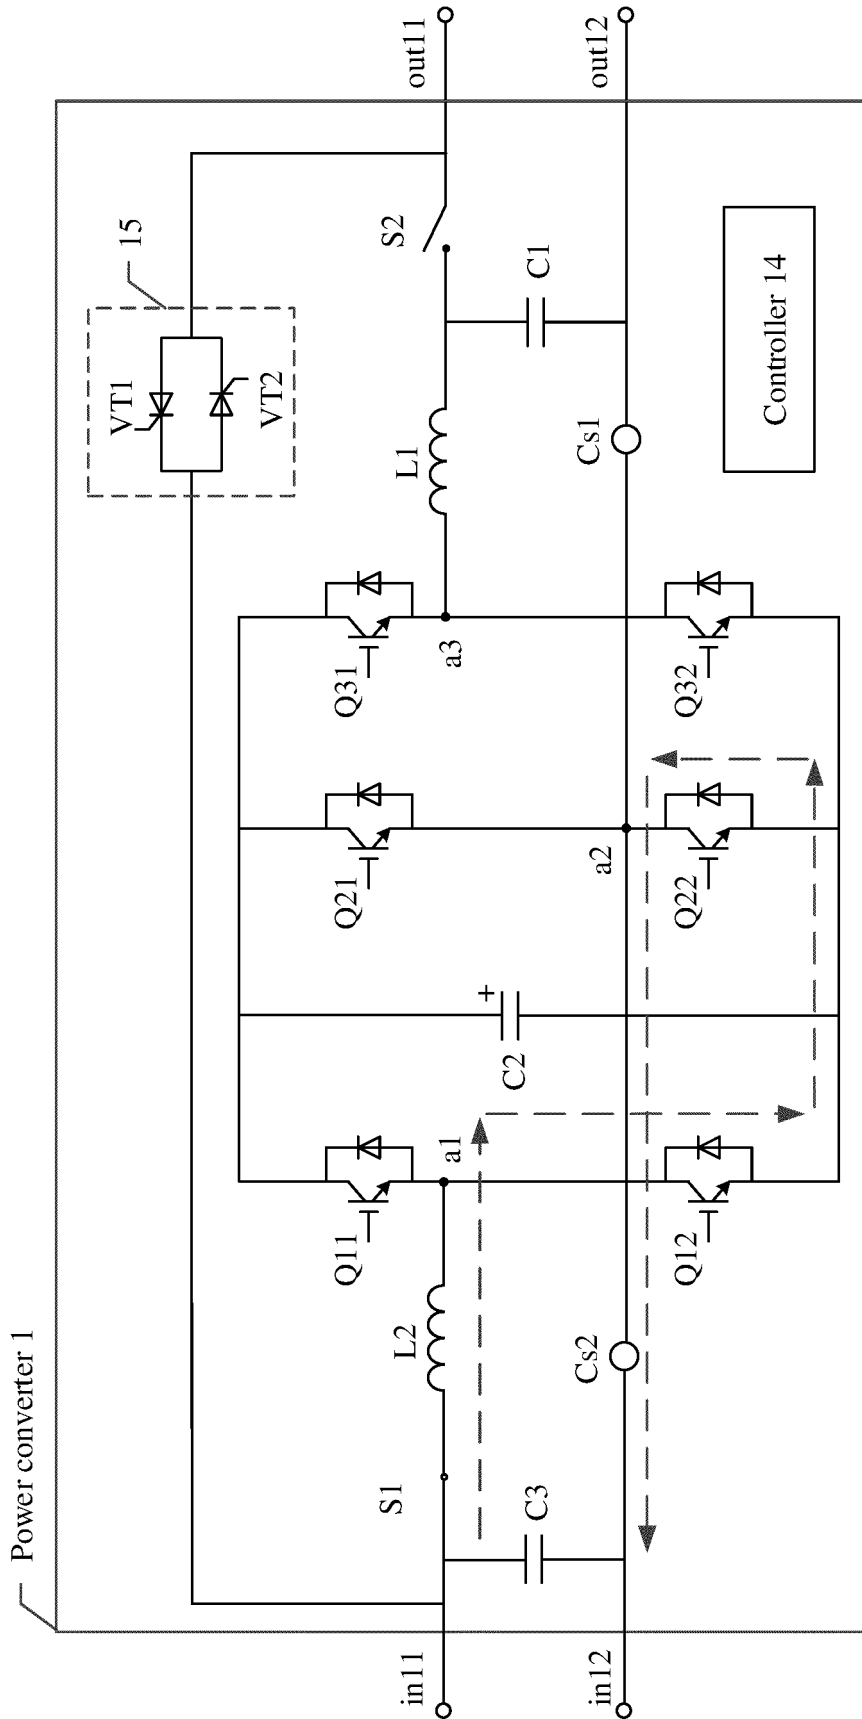 Power converter 1
15
VT1
VT2
Q11
Q21
Q31
in11
S1
L2
a1
C2
+
a3
L1
S2
out11
C3
C1
Cs2
a2
Cs1
in12
out12
Q12
Q22
Q32
Controller 14